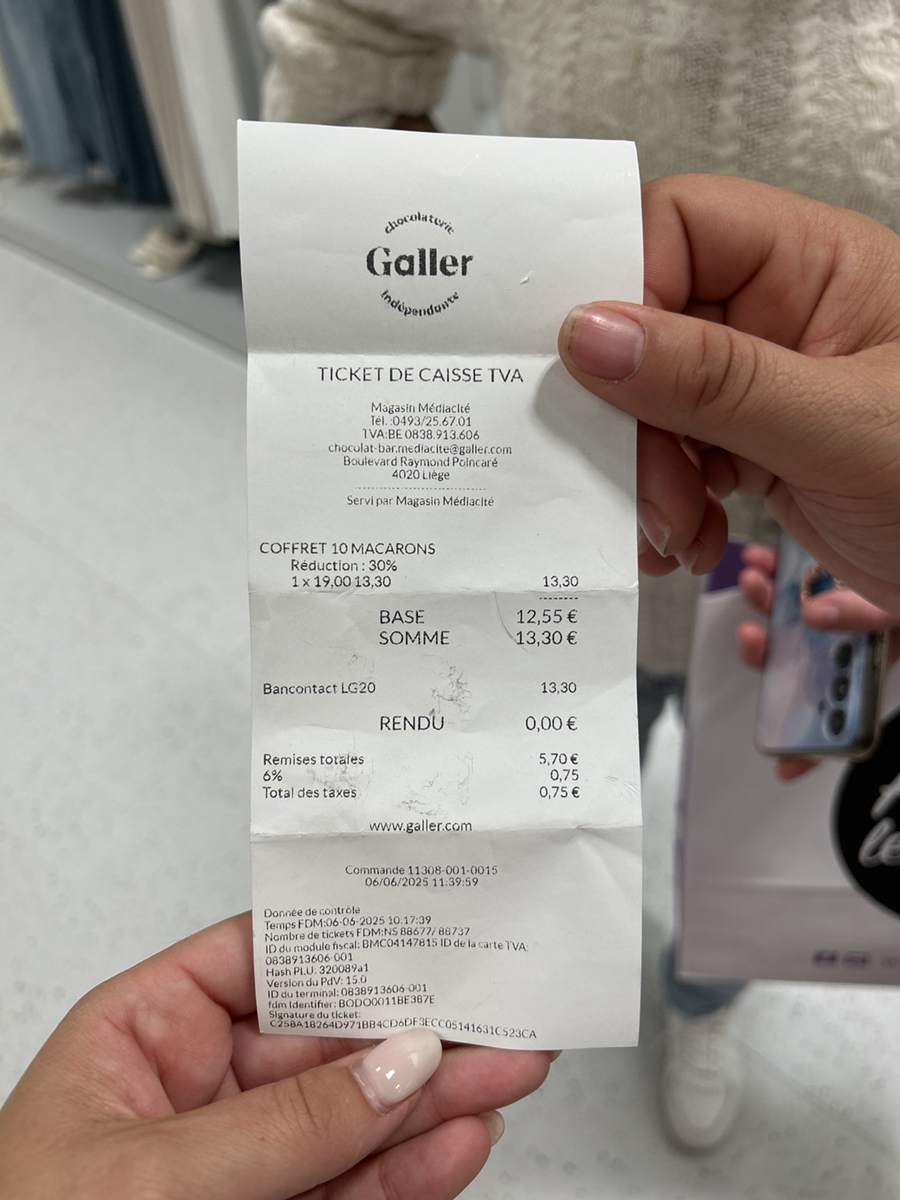 chocolaterie
Galler
indépendante
TICKET DE CAISSE TVA
Magasin Médiacité
Tél. :0493/25.67.01
TVA:BE 0838.913.606
chocolat-bar.mediacite@galler.com
Boulevard Raymond Poincaré
4020 Liège
Servi par Magasin Médiacité
COFFRET 10 MACARONS
Réduction : 30%
1 x 19,00 13,30 13,30
BASE 12,55 €
SOMME 13,30 €
Bancontact LG20 13,30
RENDU 0,00 €
Remises totales 5,70 €
6% 0,75
Total des taxes 0,75 €
www.galler.com
Commande 11308-001-0015
06/06/2025 11:39:59
Donnée de contrôle
Temps FDM:06-06-2025 10:17:39
Nombre de tickets FDM:NS 88677/ 88737
ID du module fiscal: BMC04147815 ID de la carte TVA:
0838913606-001
Hash PLU. 320089a1
Version du PdV: 15.0
ID du terminal: 0838913606-001
fdm Identifier: BODO0011BF387E
Signature du ticket:
C258A18264D971BB4CD6DF3ECC05141631C523CA